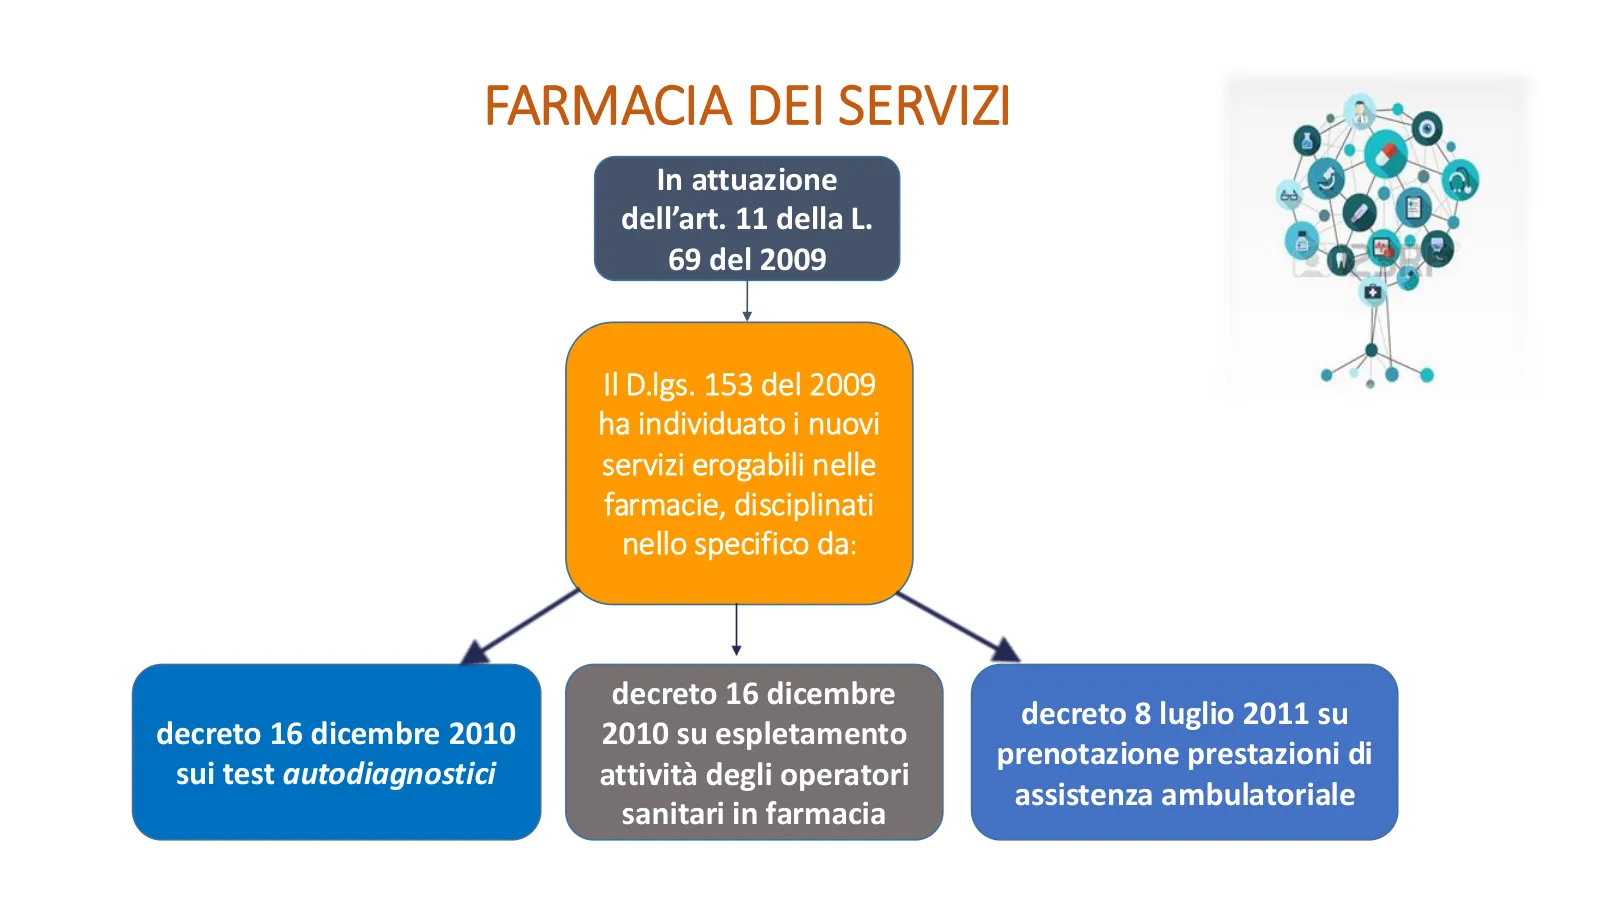 FARMACIA DEI SERVIZI
In attuazione
dell’art. 11 della L.
69 del 2009
Il D.lgs. 153 del 2009
ha individuato i nuovi
servizi erogabili nelle
farmacie, disciplinati
nello specifico da:
decreto 16 dicembre 2010
sui test autodiagnostici
decreto 16 dicembre
2010 su espletamento
attività degli operatori
sanitari in farmacia
decreto 8 luglio 2011 su
prenotazione prestazioni di
assistenza ambulatoriale